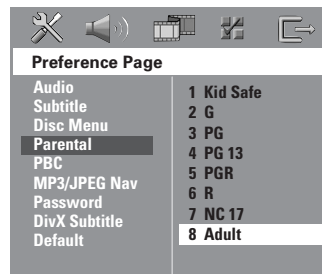 Preference Page
Audio
Subtitle
Disc Menu
Parental
PBC
MP3/JPEG Nav
Password
DivX Subtitle
Default
1 Kid Safe
2 G
3 PG
4 PG 13
5 PGR
6 R
7 NC 17
8 Adult